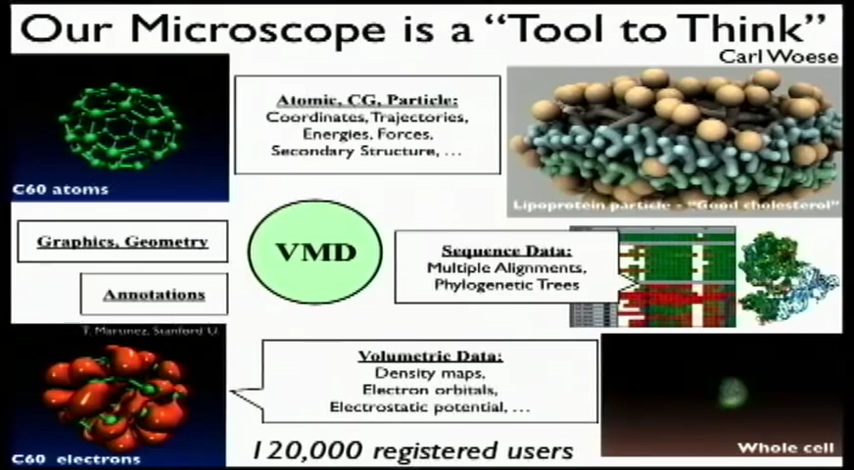 Our Microscope is a “Tool to Think”
Carl Woese
Atomic, CG, Particle:
Coordinates, Trajectories,
Energies, Forces,
Secondary Structure, ...
C60 atoms
Lipoprotein particle - "Good cholesterol"
Graphics, Geometry
VMD
Sequence Data:
Multiple Alignments,
Phylogenetic Trees
Annotations
T. Martinez, Stanford U.
Volumetric Data:
Density maps,
Electron orbitals,
Electrostatic potential, ...
C60 electrons
120,000 registered users
Whole cell